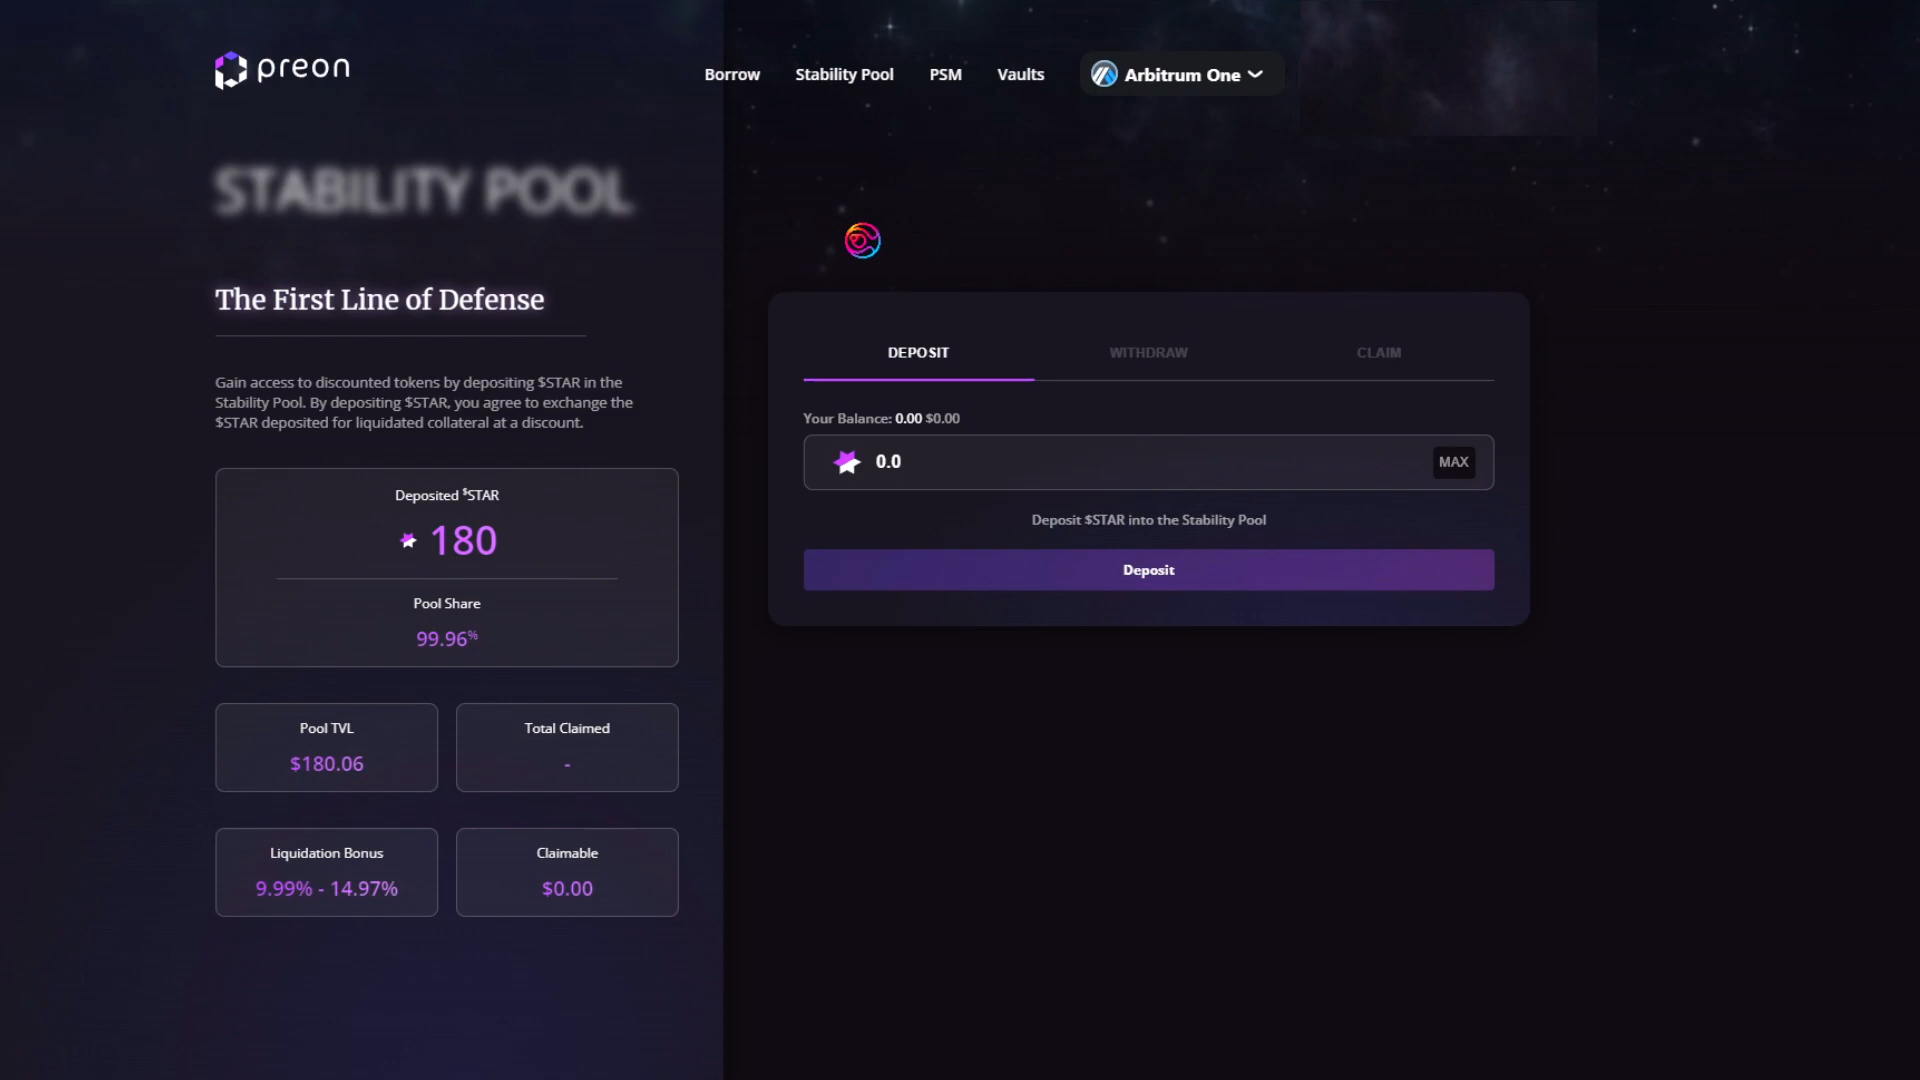 preon
Borrow
Stability Pool
PSM
Vaults
Arbitrum One
STABILITY POOL
The First Line of Defense
Gain access to discounted tokens by depositing $STAR in the
Stability Pool. By depositing $STAR, you agree to exchange the
$STAR deposited for liquidated collateral at a discount.
Deposited $STAR
180
Pool Share
99.96%
Pool TVL
$180.06
Total Claimed
-
Liquidation Bonus
9.99% - 14.97%
Claimable
$0.00
DEPOSIT
WITHDRAW
CLAIM
Your Balance: 0.00 $0.00
0.0
MAX
Deposit $STAR into the Stability Pool
Deposit